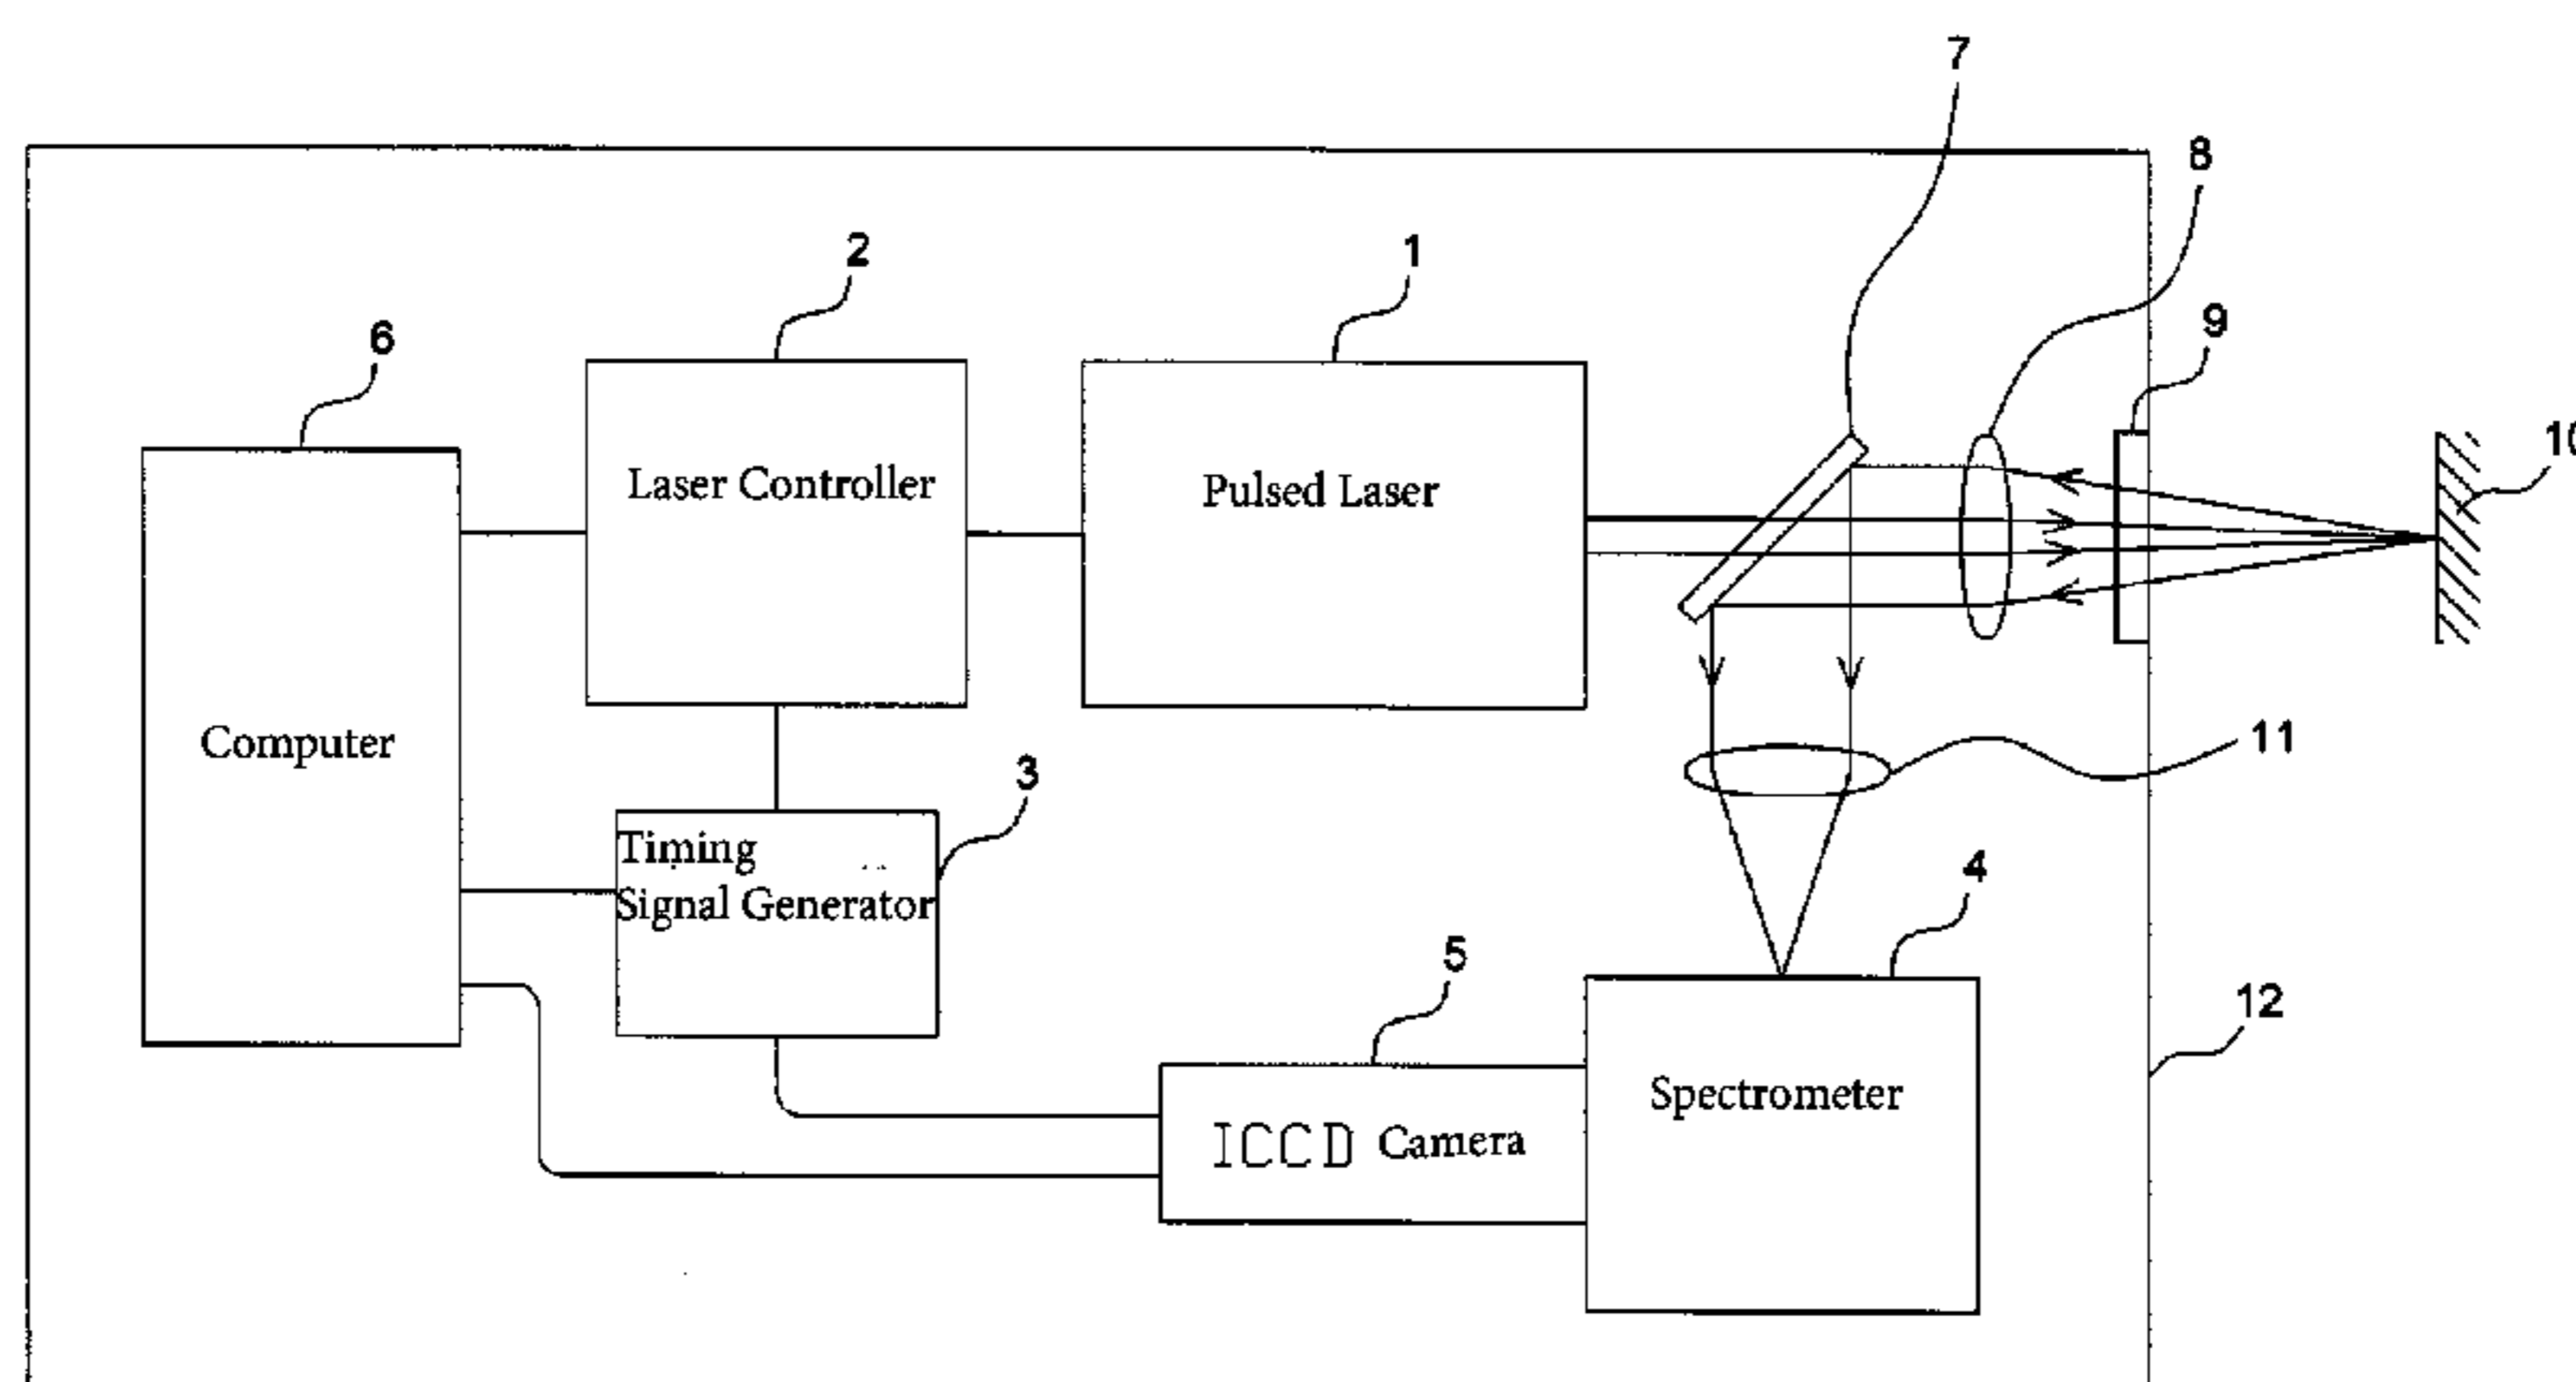 7
8
2
1
9
6
10
Laser Controller
Pulsed Laser
Computer
11
3
Timing
Signal Generator
4
5
12
Spectrometer
ICCD Camera